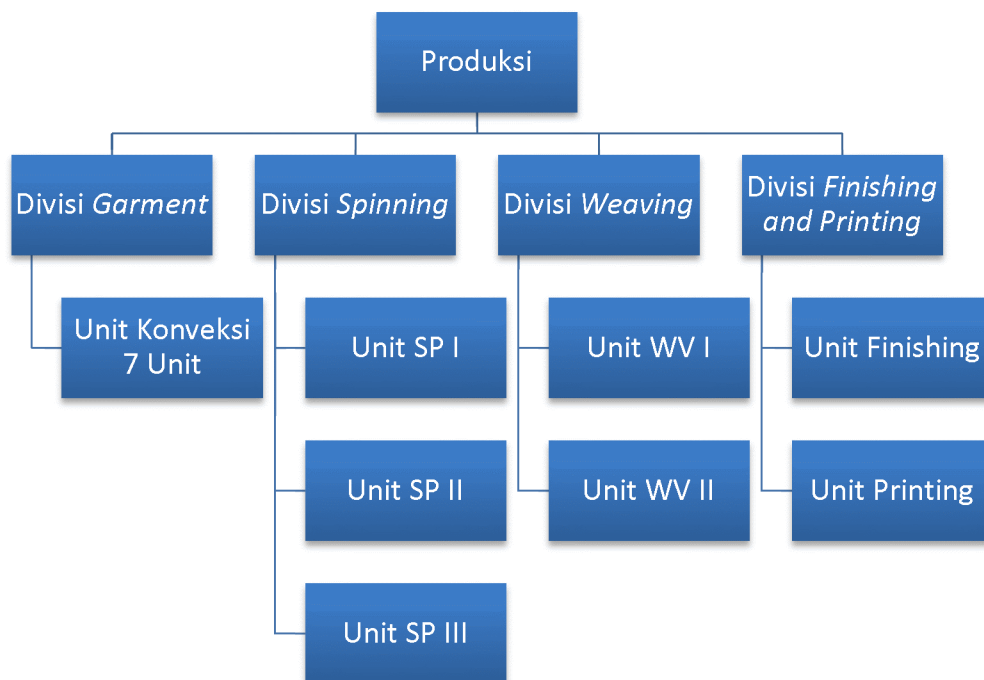 Produksi
Divisi Garment
Divisi Spinning
Divisi Weaving
Divisi Finishing
and Printing
Unit Konveksi
7 Unit
Unit SP I
Unit WV I
Unit Finishing
Unit SP II
Unit WV II
Unit Printing
Unit SP III